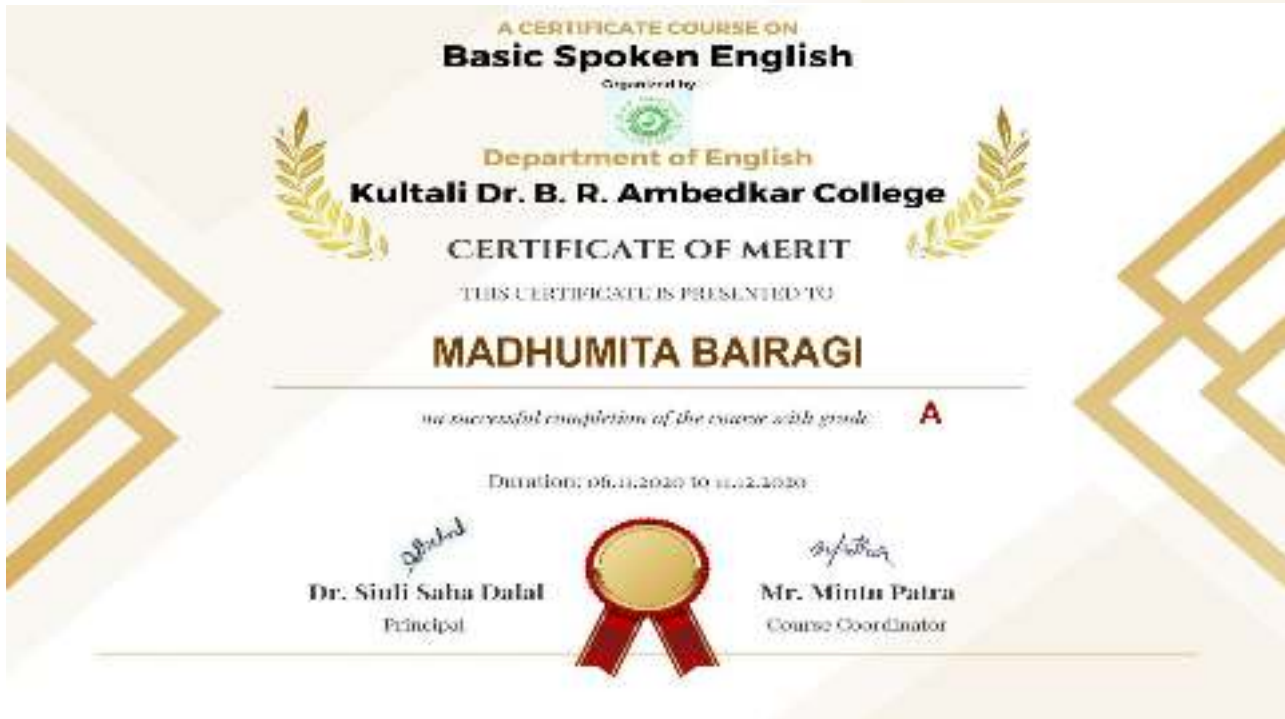 A CERTIFICATE COURSE ON
Basic Spoken English
Organized by
Department of English
Kultali Dr. B. R. Ambedkar College
CERTIFICATE OF MERIT
THIS CERTIFICATE IS PRESENTED TO
MADHUMITA BAIRAGI
on successful completion of the course with grade A
Duration: 06.11.2020 to 11.12.2020
Dr. Siuli Saha Dalal
Mr. Mintu Patra
Principal
Course Coordinator